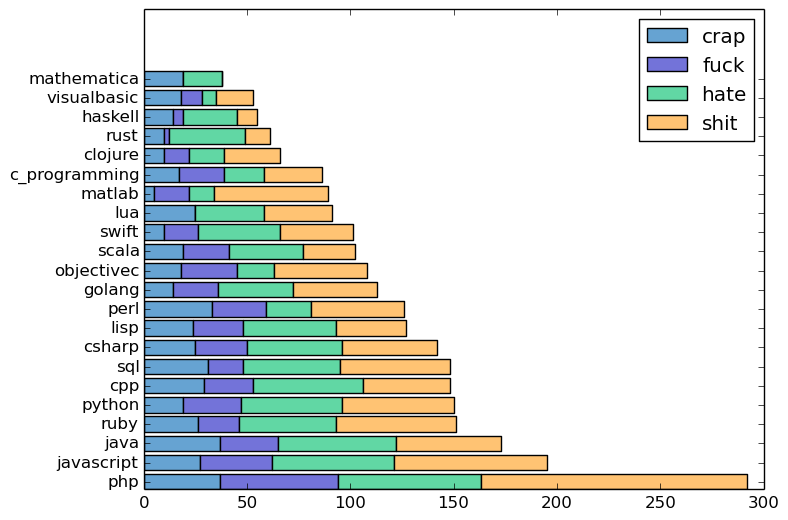 crap
fuck
hate
shit
mathematica
visualbasic
haskell
rust
clojure
c_programming
matlab
lua
swift
scala
objectivec
golang
perl
lisp
csharp
sql
cpp
python
ruby
java
javascript
php
0 50 100 150 200 250 300